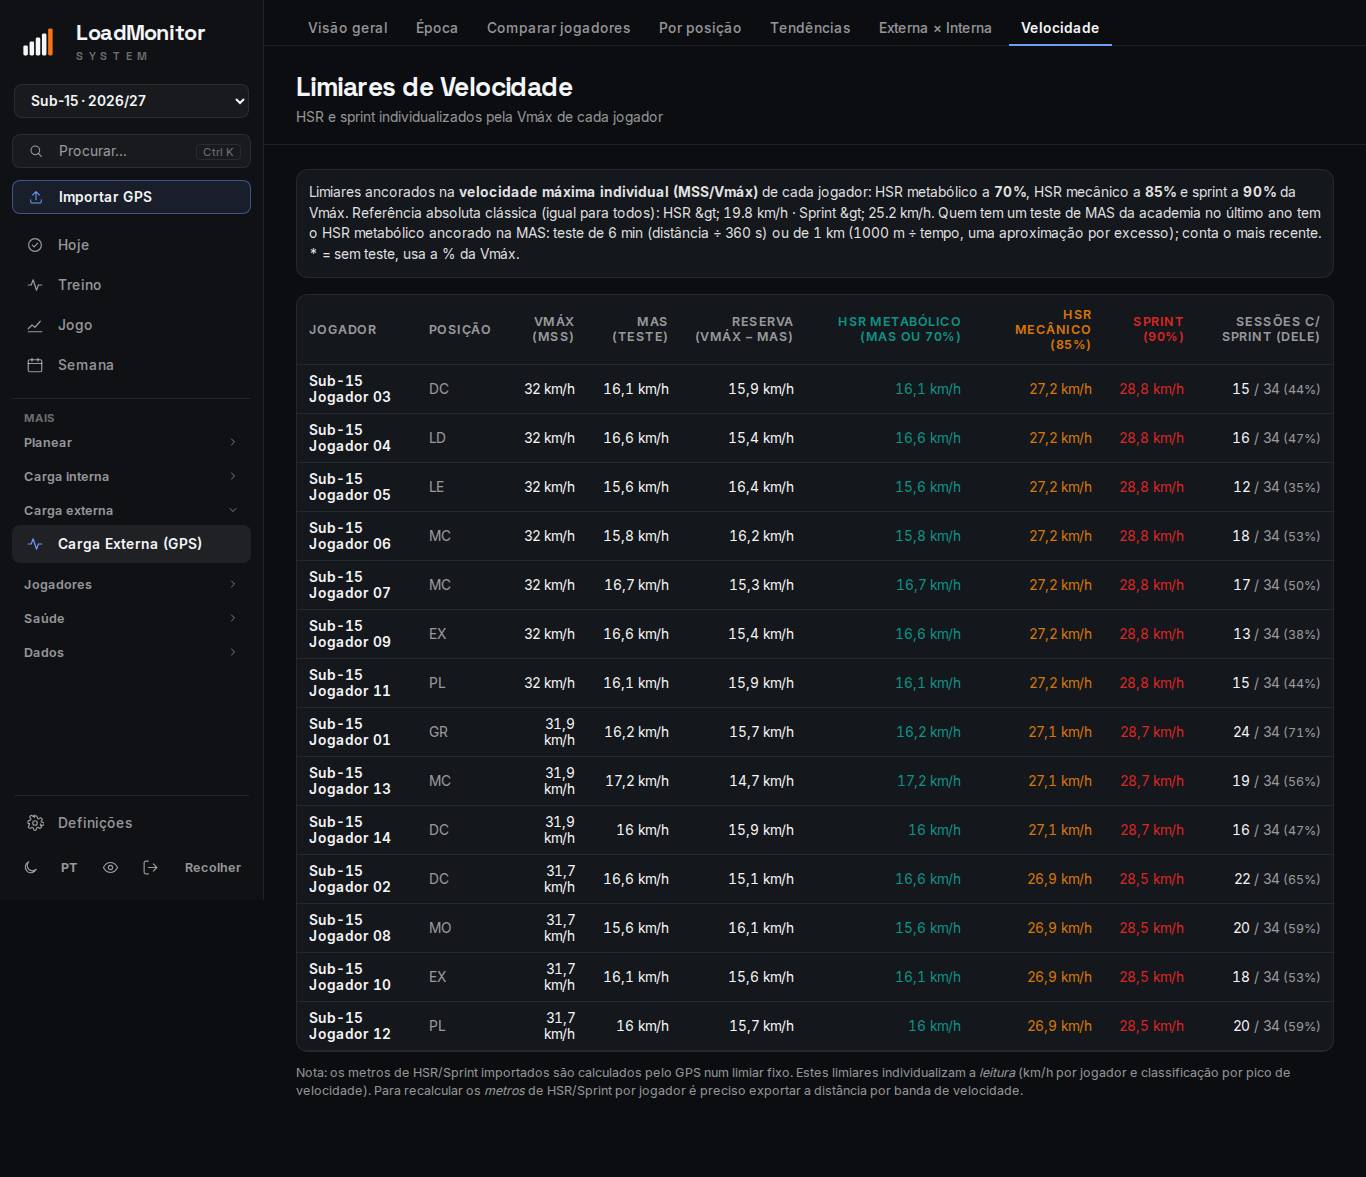 LoadMonitor
SYSTEM
Sub-15 · 2026/27
Procurar...
Ctrl K
Importar GPS
Hoje
Treino
Jogo
Semana
MAIS
Planear
Carga interna
Carga externa
Carga Externa (GPS)
Jogadores
Saúde
Dados
Definições
PT
Recolher
Visão geral Época Comparar jogadores Por posição Tendências Externa × Interna Velocidade
Limiares de Velocidade
HSR e sprint individualizados pela Vmáx de cada jogador
Limiares ancorados na velocidade máxima individual (MSS/Vmáx) de cada jogador: HSR metabólico a 70%, HSR mecânico a 85% e sprint a 90% da
Vmáx. Referência absoluta clássica (igual para todos): HSR &gt; 19.8 km/h · Sprint &gt; 25.2 km/h. Quem tem um teste de MAS da academia no último ano tem
o HSR metabólico ancorado na MAS: teste de 6 min (distância ÷ 360 s) ou de 1 km (1000 m ÷ tempo, uma aproximação por excesso); conta o mais recente.
* = sem teste, usa a % da Vmáx.
JOGADOR POSIÇÃO VMÁX (MSS) MAS (TESTE) RESERVA (VMÁX – MAS) HSR METABÓLICO (MAS OU 70%) HSR MECÂNICO (85%) SPRINT (90%) SESSÕES C/ SPRINT (DELE)
Sub-15 Jogador 03 DC 32 km/h 16,1 km/h 15,9 km/h 16,1 km/h 27,2 km/h 28,8 km/h 15 / 34 (44%)
Sub-15 Jogador 04 LD 32 km/h 16,6 km/h 15,4 km/h 16,6 km/h 27,2 km/h 28,8 km/h 16 / 34 (47%)
Sub-15 Jogador 05 LE 32 km/h 15,6 km/h 16,4 km/h 15,6 km/h 27,2 km/h 28,8 km/h 12 / 34 (35%)
Sub-15 Jogador 06 MC 32 km/h 15,8 km/h 16,2 km/h 15,8 km/h 27,2 km/h 28,8 km/h 18 / 34 (53%)
Sub-15 Jogador 07 MC 32 km/h 16,7 km/h 15,3 km/h 16,7 km/h 27,2 km/h 28,8 km/h 17 / 34 (50%)
Sub-15 Jogador 09 EX 32 km/h 16,6 km/h 15,4 km/h 16,6 km/h 27,2 km/h 28,8 km/h 13 / 34 (38%)
Sub-15 Jogador 11 PL 32 km/h 16,1 km/h 15,9 km/h 16,1 km/h 27,2 km/h 28,8 km/h 15 / 34 (44%)
Sub-15 Jogador 01 GR 31,9 km/h 16,2 km/h 15,7 km/h 16,2 km/h 27,1 km/h 28,7 km/h 24 / 34 (71%)
Sub-15 Jogador 13 MC 31,9 km/h 17,2 km/h 14,7 km/h 17,2 km/h 27,1 km/h 28,7 km/h 19 / 34 (56%)
Sub-15 Jogador 14 DC 31,9 km/h 16 km/h 15,9 km/h 16 km/h 27,1 km/h 28,7 km/h 16 / 34 (47%)
Sub-15 Jogador 02 DC 31,7 km/h 16,6 km/h 15,1 km/h 16,6 km/h 26,9 km/h 28,5 km/h 22 / 34 (65%)
Sub-15 Jogador 08 MO 31,7 km/h 15,6 km/h 16,1 km/h 15,6 km/h 26,9 km/h 28,5 km/h 20 / 34 (59%)
Sub-15 Jogador 10 EX 31,7 km/h 16,1 km/h 15,6 km/h 16,1 km/h 26,9 km/h 28,5 km/h 18 / 34 (53%)
Sub-15 Jogador 12 PL 31,7 km/h 16 km/h 15,7 km/h 16 km/h 26,9 km/h 28,5 km/h 20 / 34 (59%)
Nota: os metros de HSR/Sprint importados são calculados pelo GPS num limiar fixo. Estes limiares individualizam a leitura (km/h por jogador e classificação por pico de
velocidade). Para recalcular os metros de HSR/Sprint por jogador é preciso exportar a distância por banda de velocidade.